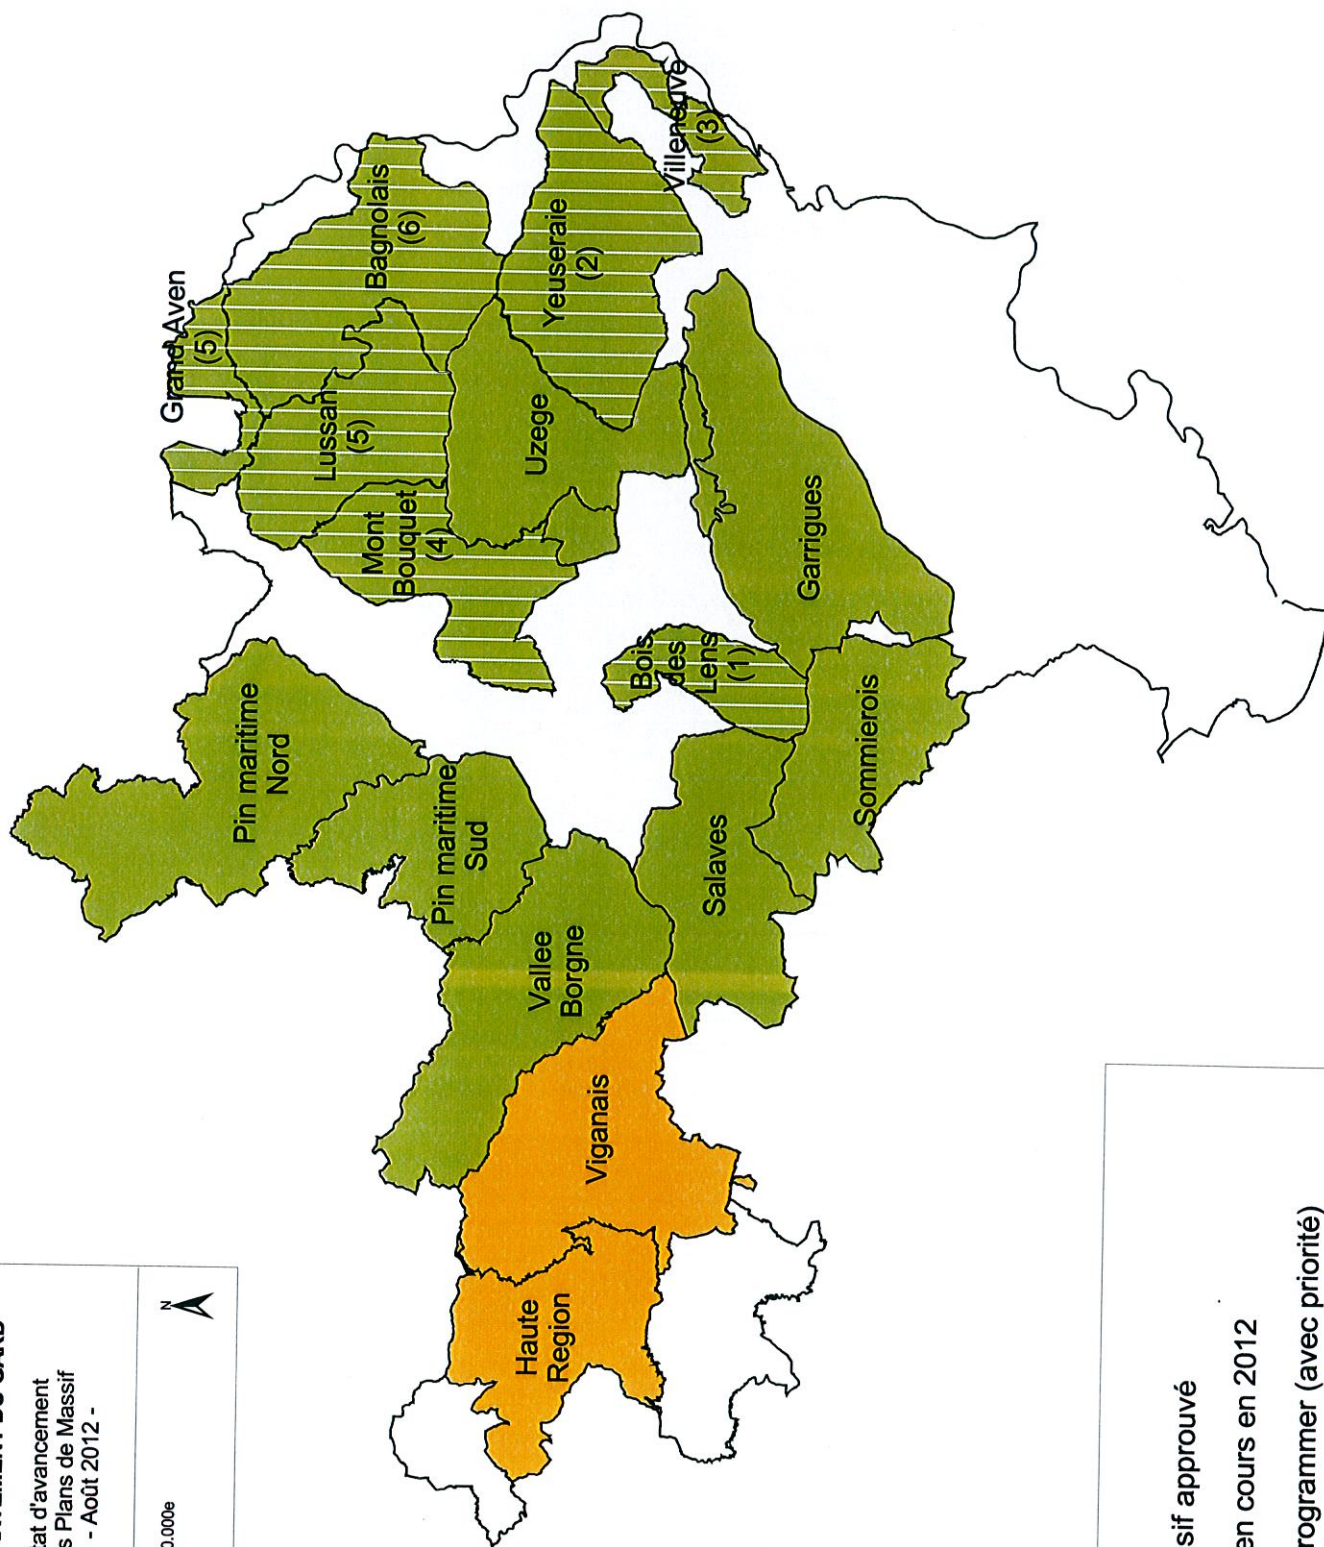 tat d'avancement
s Plans de Massif
- Août 2012 -
0.000e
N
Haute
Region
Viganais
Vallee
Borgne
Pin maritime
Sud
Pin maritime
Nord
Salaves
Sommierois
Bois
des
Lens
(1)
Garrigues
Mont
Bouquet
(4)
Uzege
Lussan
(5)
Grand Aven
(5)
Bagnolais
(6)
Yeuseraie
(2)
Villeneuve
(3)
sif approuvé
en cours en 2012
rogrammer (avec priorité)